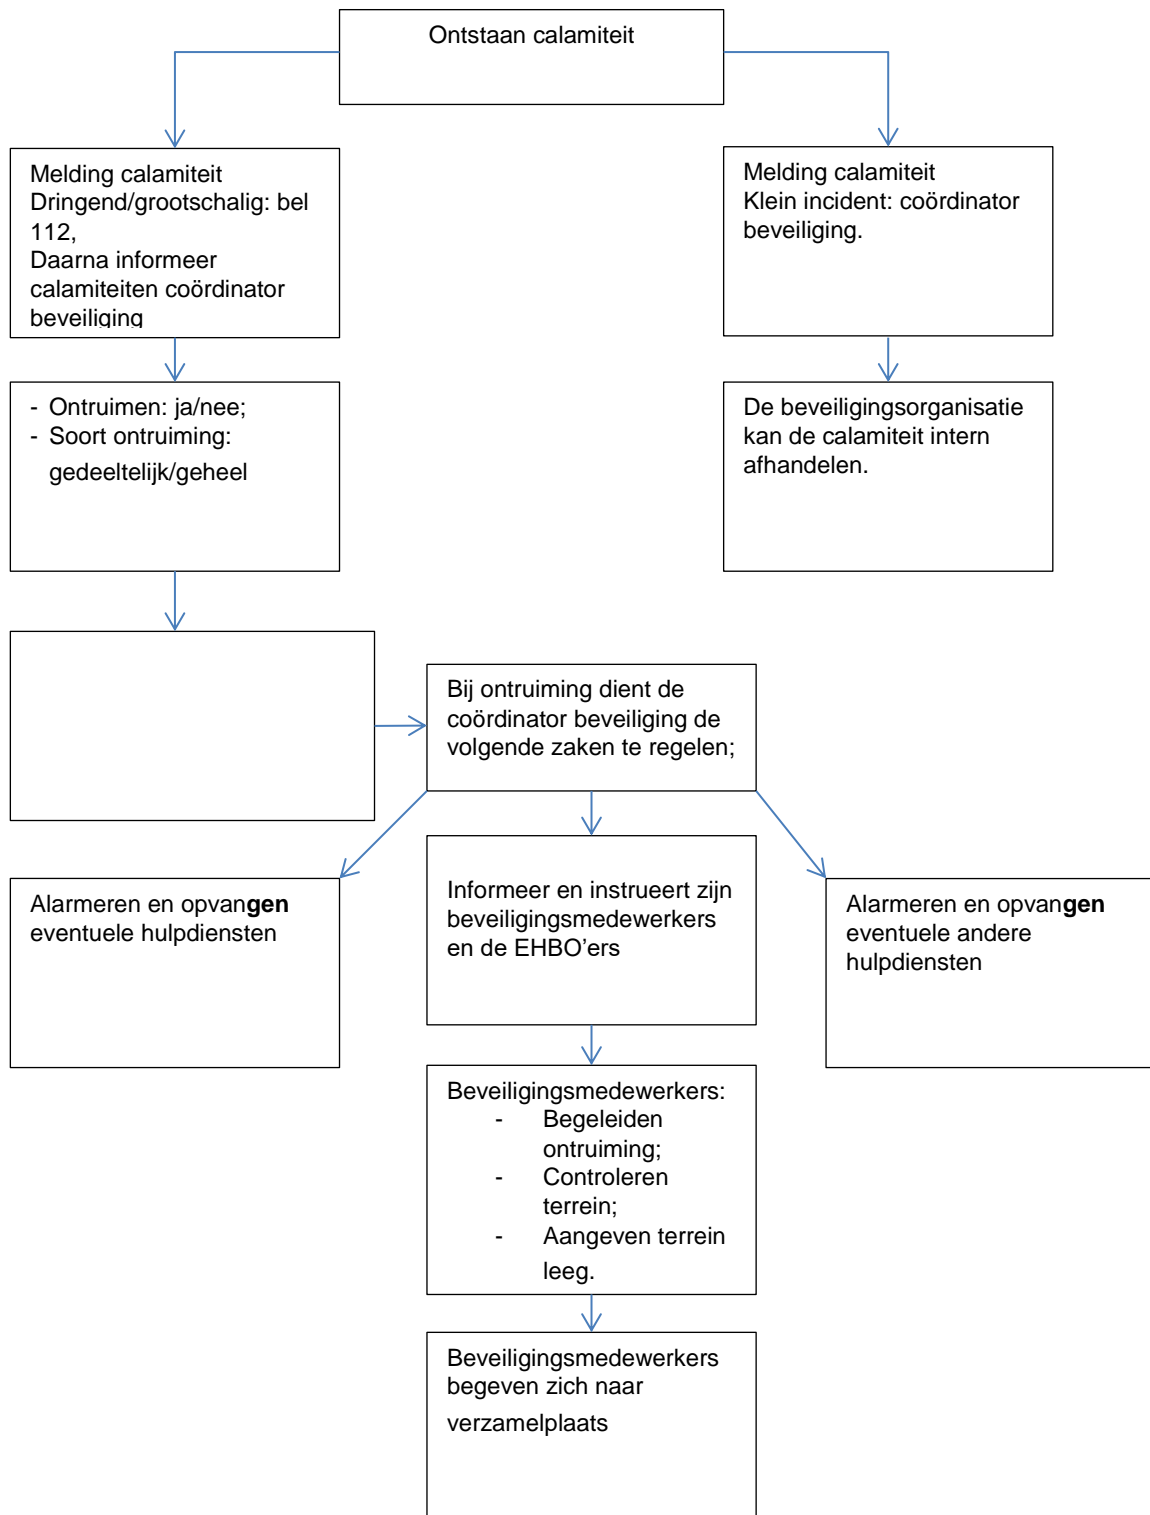 Ontstaan calamiteit
Melding calamiteit
Dringend/grootschalig: bel
112,
Daarna informeer
calamiteiten coördinator
beveiliging
Melding calamiteit
Klein incident: coördinator
beveiliging.
- Ontruimen: ja/nee;
- Soort ontruiming:
gedeeltelijk/geheel
De beveiligingsorganisatie
kan de calamiteit intern
afhandelen.
Bij ontruiming dient de
coördinator beveiliging de
volgende zaken te regelen;
Alarmeren en opvangen
eventuele hulpdiensten
Informeer en instrueert zijn
beveiligingsmedewerkers
en de EHBO’ers
Alarmeren en opvangen
eventuele andere
hulpdiensten
Beveiligingsmedewerkers:
- Begeleiden
ontruiming;
- Controleren
terrein;
- Aangeven terrein
leeg.
Beveiligingsmedewerkers
begeven zich naar
verzamelplaats